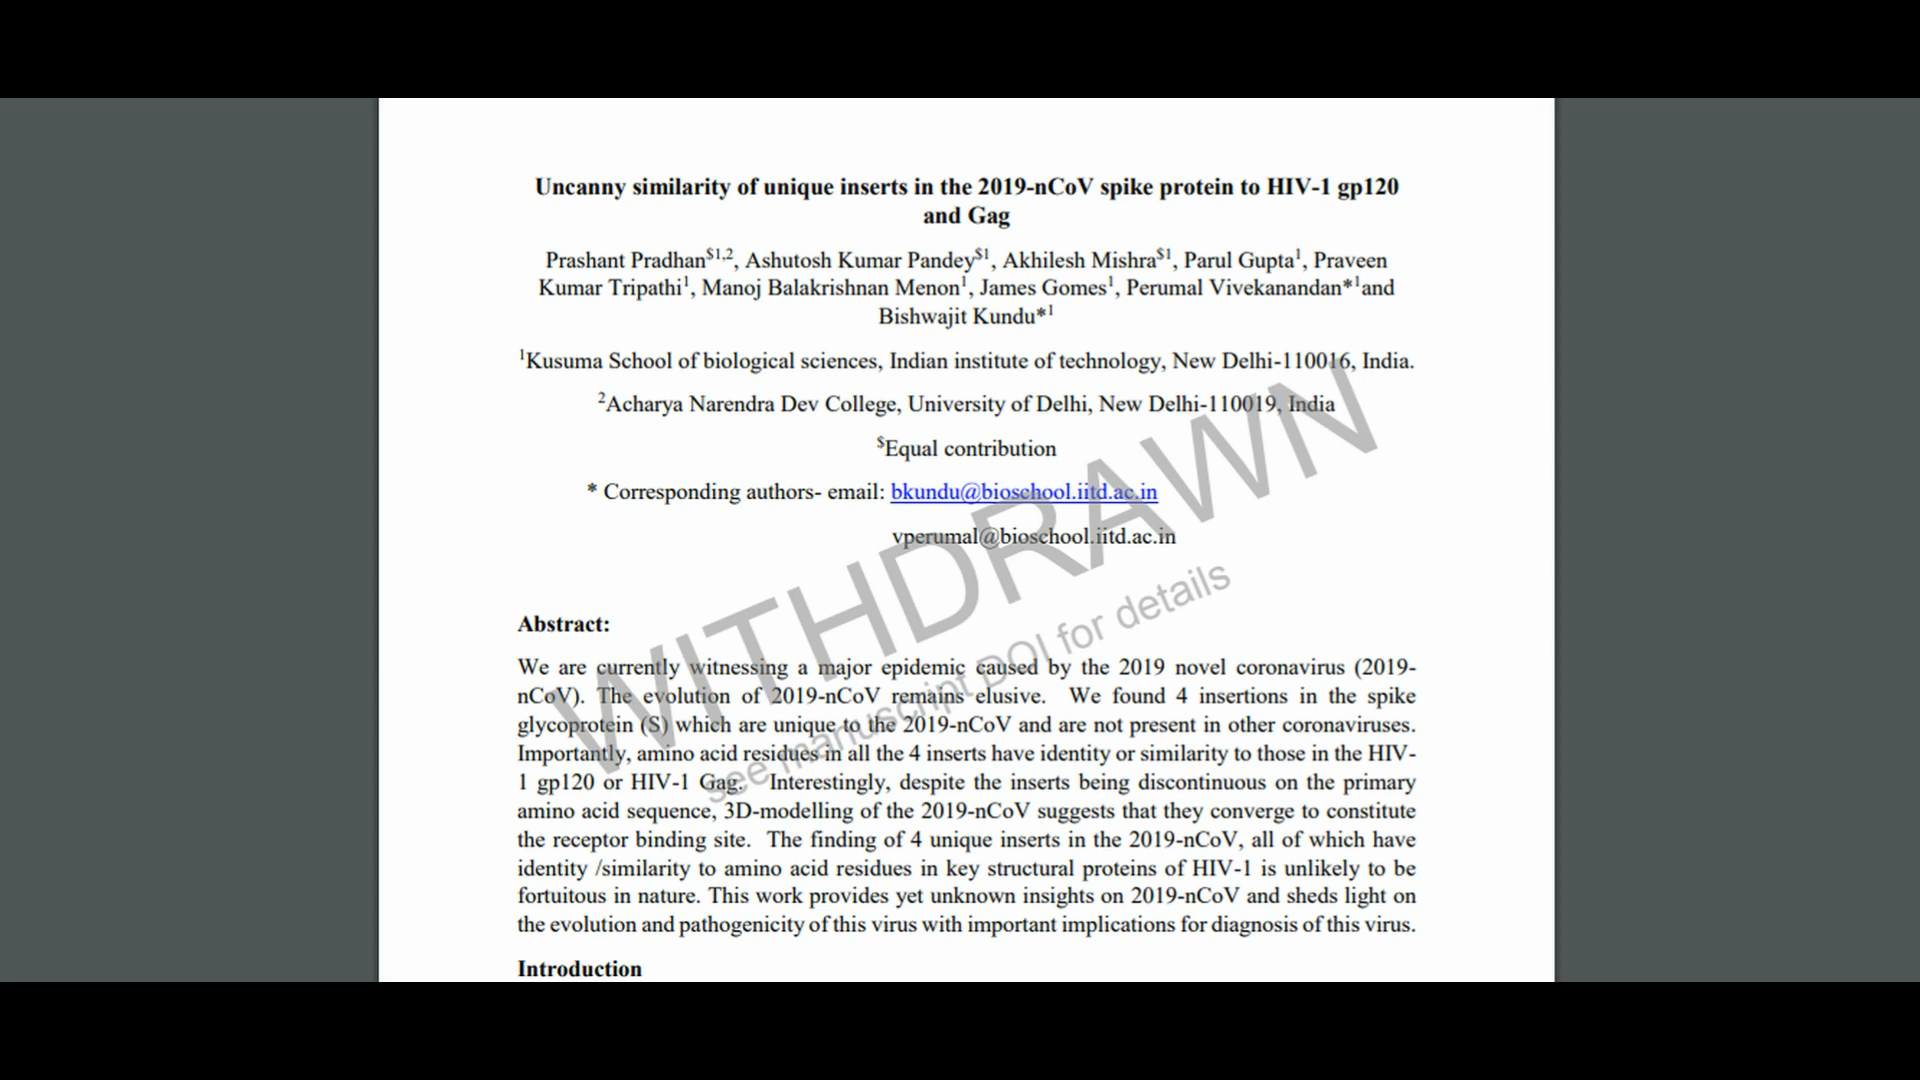 Uncanny similarity of unique inserts in the 2019-nCoV spike protein to HIV-1 gp120
and Gag
Prashant Pradhan$1,2, Ashutosh Kumar Pandey$1, Akhilesh Mishra$1, Parul Gupta1, Praveen
Kumar Tripathi1, Manoj Balakrishnan Menon1, James Gomes1, Perumal Vivekanandan*1and
Bishwajit Kundu*1
1Kusuma School of biological sciences, Indian institute of technology, New Delhi-110016, India.
2Acharya Narendra Dev College, University of Delhi, New Delhi-110019, India
$Equal contribution
* Corresponding authors- email: bkundu@bioschool.iitd.ac.in
vperumal@bioschool.iitd.ac.in
WITHDRAWN
see manuscript DOI for details
Abstract:
We are currently witnessing a major epidemic caused by the 2019 novel coronavirus (2019-
nCoV). The evolution of 2019-nCoV remains elusive. We found 4 insertions in the spike
glycoprotein (S) which are unique to the 2019-nCoV and are not present in other coronaviruses.
Importantly, amino acid residues in all the 4 inserts have identity or similarity to those in the HIV-
1 gp120 or HIV-1 Gag. Interestingly, despite the inserts being discontinuous on the primary
amino acid sequence, 3D-modelling of the 2019-nCoV suggests that they converge to constitute
the receptor binding site. The finding of 4 unique inserts in the 2019-nCoV, all of which have
identity /similarity to amino acid residues in key structural proteins of HIV-1 is unlikely to be
fortuitous in nature. This work provides yet unknown insights on 2019-nCoV and sheds light on
the evolution and pathogenicity of this virus with important implications for diagnosis of this virus.
Introduction